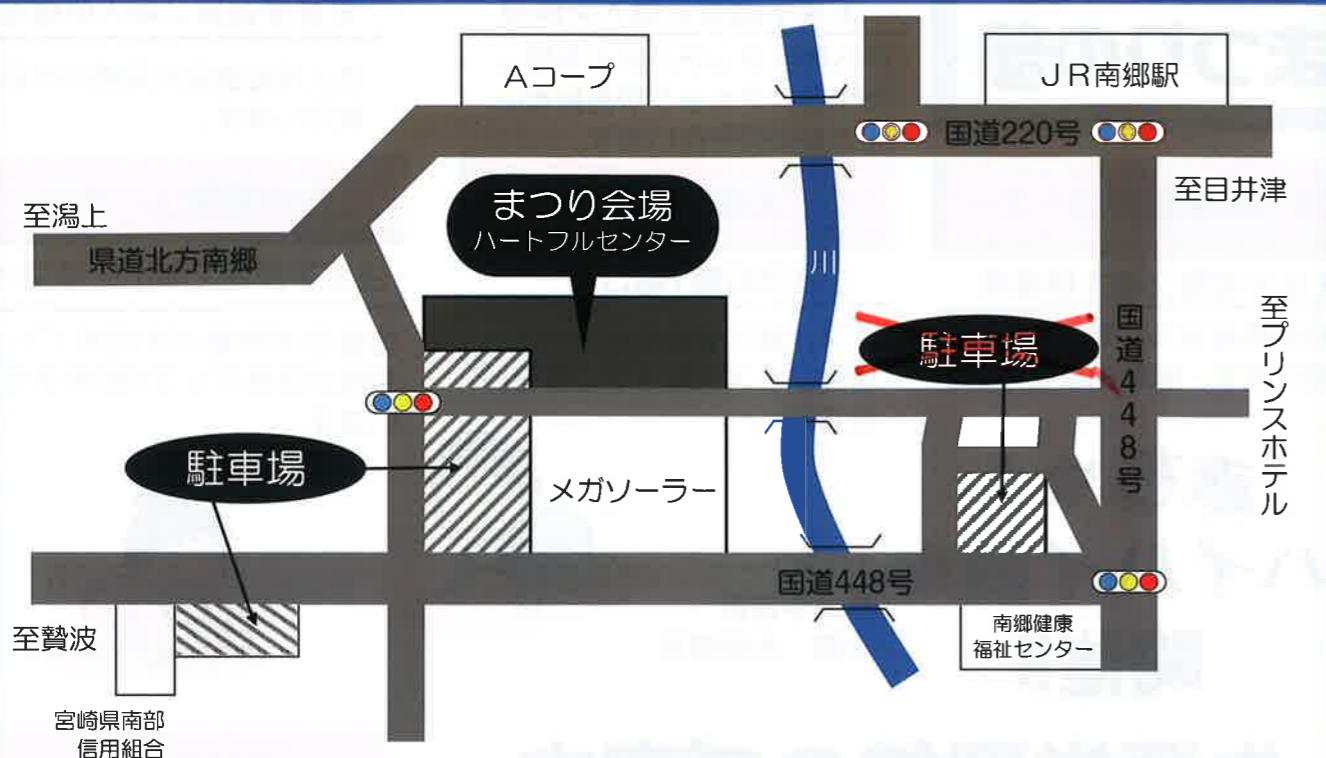 Aコープ
JR南郷駅
国道220号
至目井津
至潟上
まつり会場
ハートフルセンター
県道北方南郷
川
駐車場
国道448号
至プリンスホテル
駐車場
メガソーラー
国道448号
至贄波
南郷健康
福祉センター
宮崎県南部
信用組合